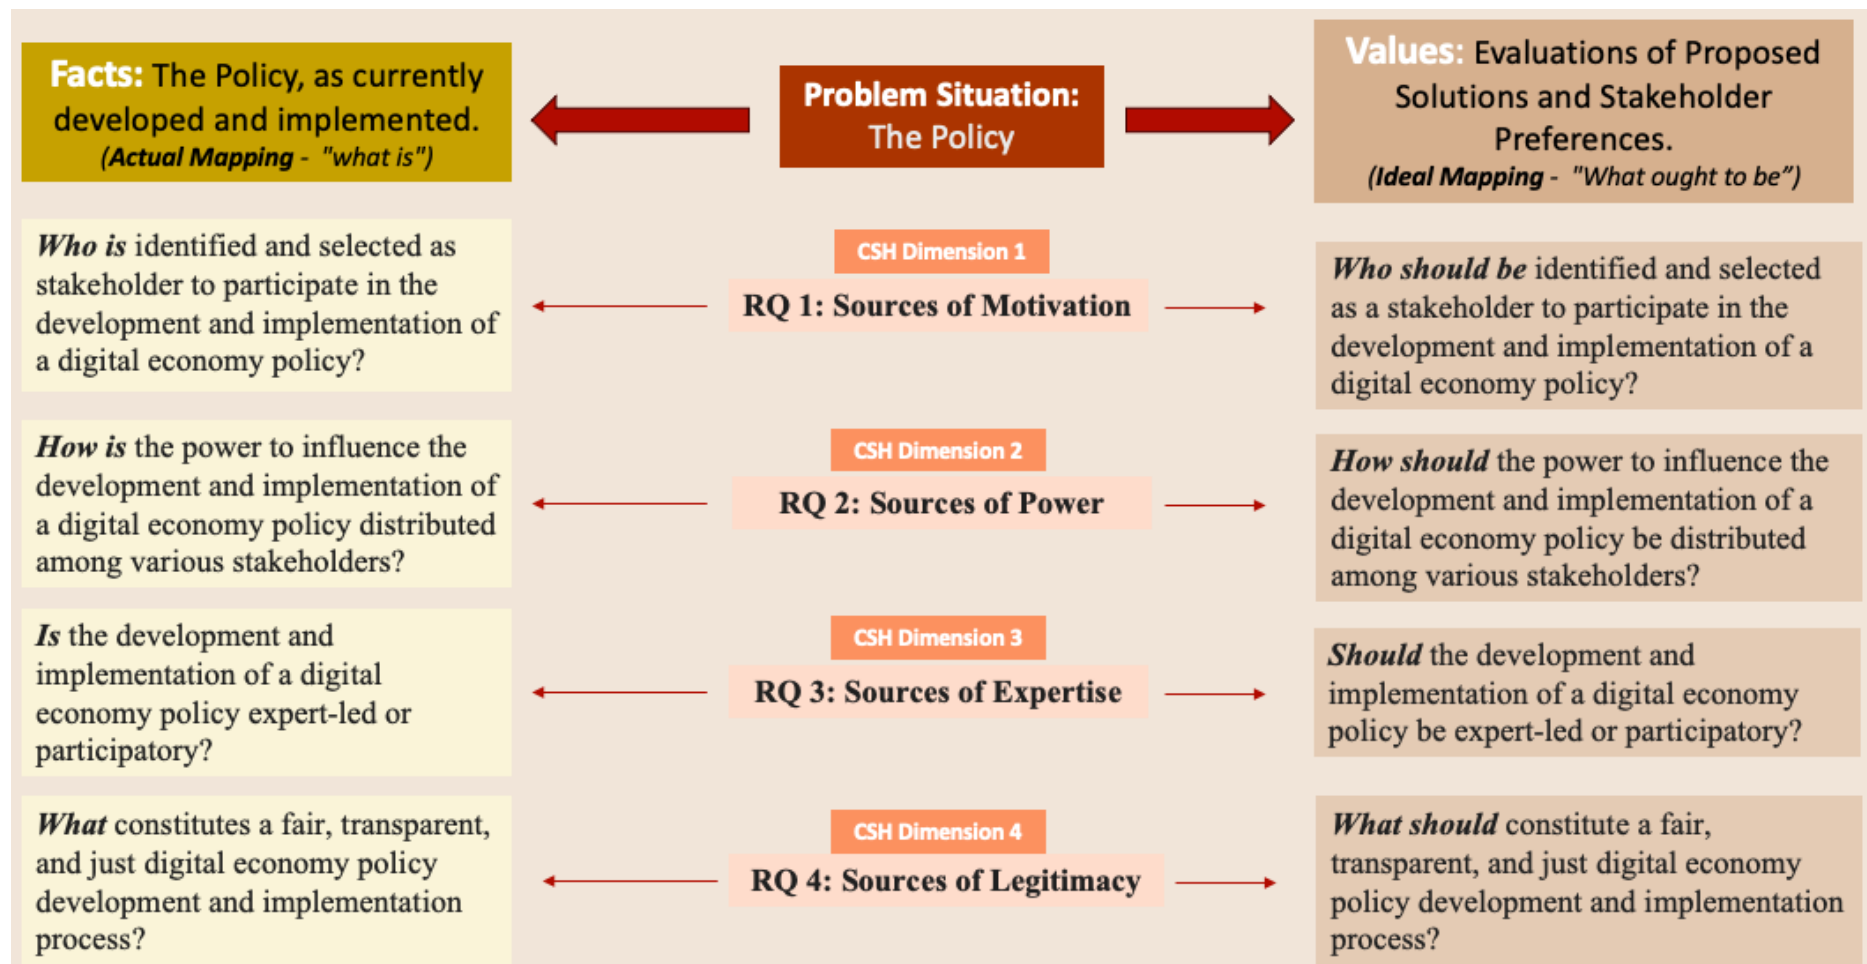 Facts: The Policy, as currently
developed and implemented.
(Actual Mapping - "what is")
Problem Situation:
The Policy
Values: Evaluations of Proposed
Solutions and Stakeholder
Preferences.
(Ideal Mapping - "What ought to be”)
Who is identified and selected as
stakeholder to participate in the
development and implementation of
a digital economy policy?
CSH Dimension 1
RQ 1: Sources of Motivation
Who should be identified and selected
as a stakeholder to participate in the
development and implementation of a
digital economy policy?
How is the power to influence the
development and implementation of
a digital economy policy distributed
among various stakeholders?
CSH Dimension 2
RQ 2: Sources of Power
How should the power to influence the
development and implementation of a
digital economy policy be distributed
among various stakeholders?
Is the development and
implementation of a digital
economy policy expert-led or
participatory?
CSH Dimension 3
RQ 3: Sources of Expertise
Should the development and
implementation of a digital economy
policy be expert-led or participatory?
What constitutes a fair, transparent,
and just digital economy policy
development and implementation
process?
CSH Dimension 4
RQ 4: Sources of Legitimacy
What should constitute a fair,
transparent, and just digital economy
policy development and implementation
process?